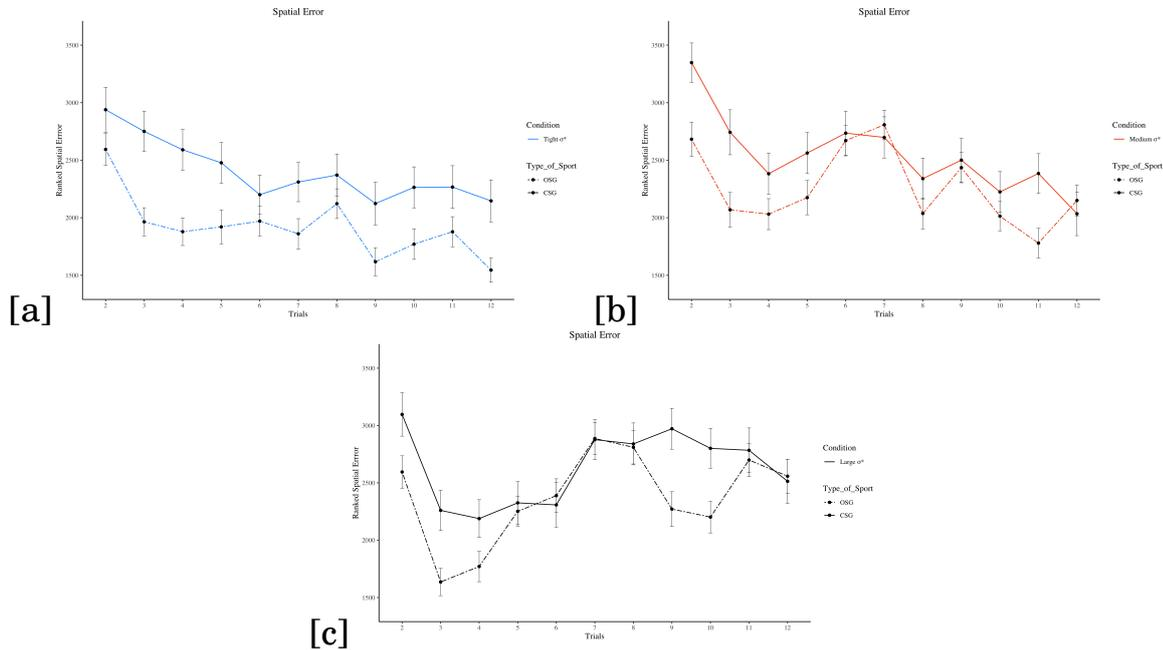 Spatial Error
3500
3000
2500
2000
1500
Ranked Spatial Errror
2 3 4 5 6 7 8 9 10 11 12
Trials
Condition
Tight σ*
Type_of_Sport
OSG
CSG
[a]
Spatial Error
3500
3000
2500
2000
1500
Ranked Spatial Errror
2 3 4 5 6 7 8 9 10 11 12
Trials
Condition
Medium σ*
Type_of_Sport
OSG
CSG
[b]
Spatial Error
3500
3000
2500
2000
1500
Ranked Spatial Errror
2 3 4 5 6 7 8 9 10 11 12
Trials
Condition
Large σ*
Type_of_Sport
OSG
CSG
[c]